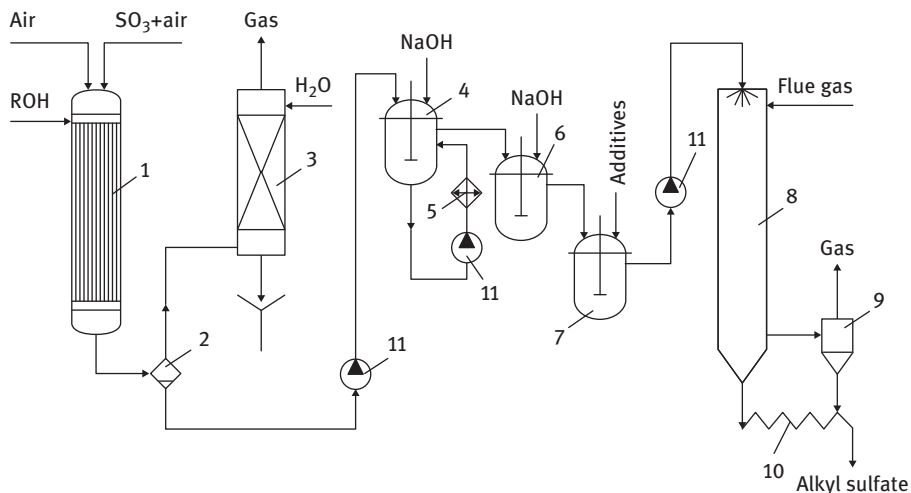 Air
SO₃+air
Gas
ROH
H₂O
NaOH
NaOH
Additives
Flue gas
Gas
1
2
3
4
5
6
7
8
9
10
11
11
11
Alkyl sulfate